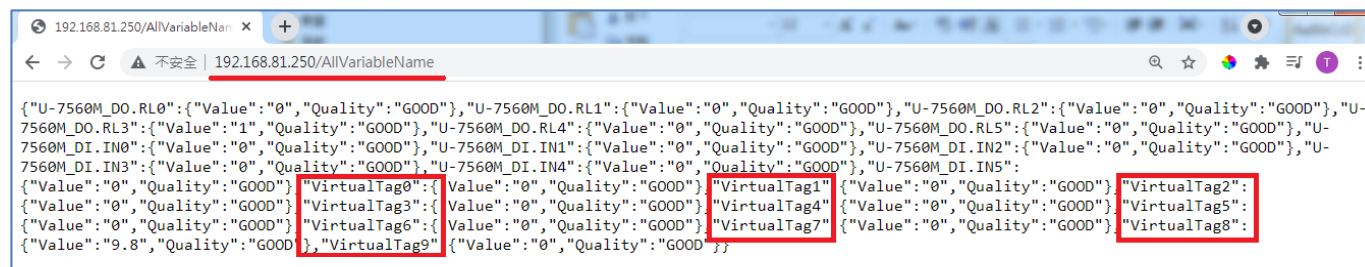 192.168.81.250/AllVariableNan
不安全 | 192.168.81.250/AllVariableName
T
{"U-7560M_DO.RL0":{"Value":"0","Quality":"GOOD"},"U-7560M_DO.RL1":{"Value":"0","Quality":"GOOD"},"U-7560M_DO.RL2":{"Value":"0","Quality":"GOOD"},"U-
7560M_DO.RL3":{"Value":"1","Quality":"GOOD"},"U-7560M_DO.RL4":{"Value":"0","Quality":"GOOD"},"U-7560M_DO.RL5":{"Value":"0","Quality":"GOOD"},"U-
7560M_DI.IN0":{"Value":"0","Quality":"GOOD"},"U-7560M_DI.IN1":{"Value":"0","Quality":"GOOD"},"U-7560M_DI.IN2":{"Value":"0","Quality":"GOOD"},"U-
7560M_DI.IN3":{"Value":"0","Quality":"GOOD"},"U-7560M_DI.IN4":{"Value":"0","Quality":"GOOD"},"U-7560M_DI.IN5":
{"Value":"0","Quality":"GOOD"},"VirtualTag0":{"Value":"0","Quality":"GOOD"},"VirtualTag1":{"Value":"0","Quality":"GOOD"},"VirtualTag2":
{"Value":"0","Quality":"GOOD"},"VirtualTag3":{"Value":"0","Quality":"GOOD"},"VirtualTag4":{"Value":"0","Quality":"GOOD"},"VirtualTag5":
{"Value":"0","Quality":"GOOD"},"VirtualTag6":{"Value":"0","Quality":"GOOD"},"VirtualTag7":{"Value":"0","Quality":"GOOD"},"VirtualTag8":
{"Value":"9.8","Quality":"GOOD"},"VirtualTag9":{"Value":"0","Quality":"GOOD"}}